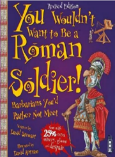 Revised Edition
You Wouldn't
Want to Be a
Roman
Soldier!
Barbarians You'd
Rather Not Meet
Written by
David Stewart
Illustrated by
David Antram
25%